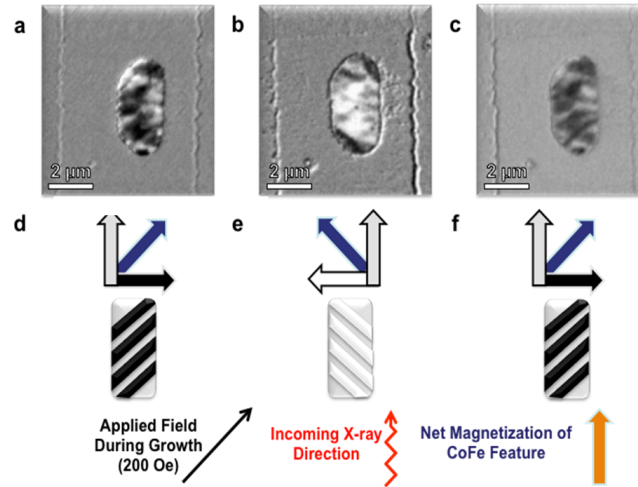 a
b
c
2 μm
2 μm
2 μm
d
e
f
Applied Field
During Growth
(200 Oe)
Incoming X-ray
Direction
Net Magnetization of
CoFe Feature